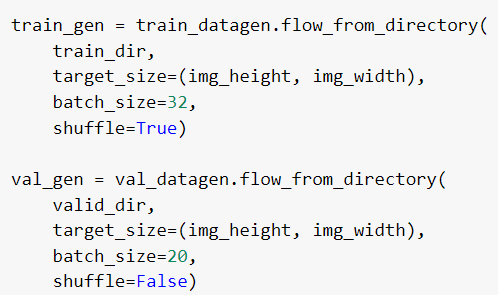 train_gen = train_datagen.flow_from_directory(
    train_dir,
    target_size=(img_height, img_width),
    batch_size=32,
    shuffle=True)

val_gen = val_datagen.flow_from_directory(
    valid_dir,
    target_size=(img_height, img_width),
    batch_size=20,
    shuffle=False)